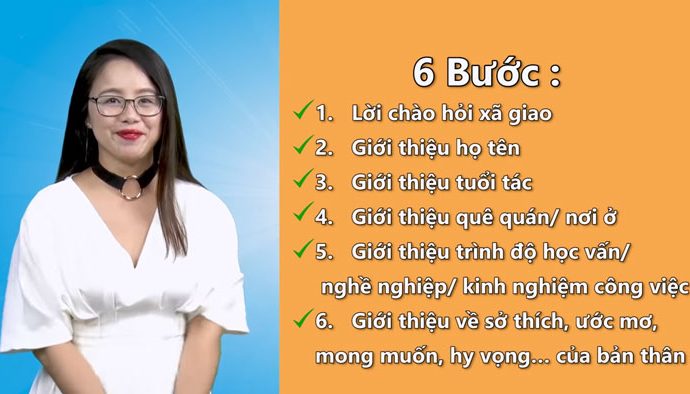 6 Bước :
1. Lời chào hỏi xã giao
2. Giới thiệu họ tên
3. Giới thiệu tuổi tác
4. Giới thiệu quê quán/ nơi ở
5. Giới thiệu trình độ học vấn/
nghề nghiệp/ kinh nghiệm công việc
6. Giới thiệu về sở thích, ước mơ,
mong muốn, hy vọng... của bản thân